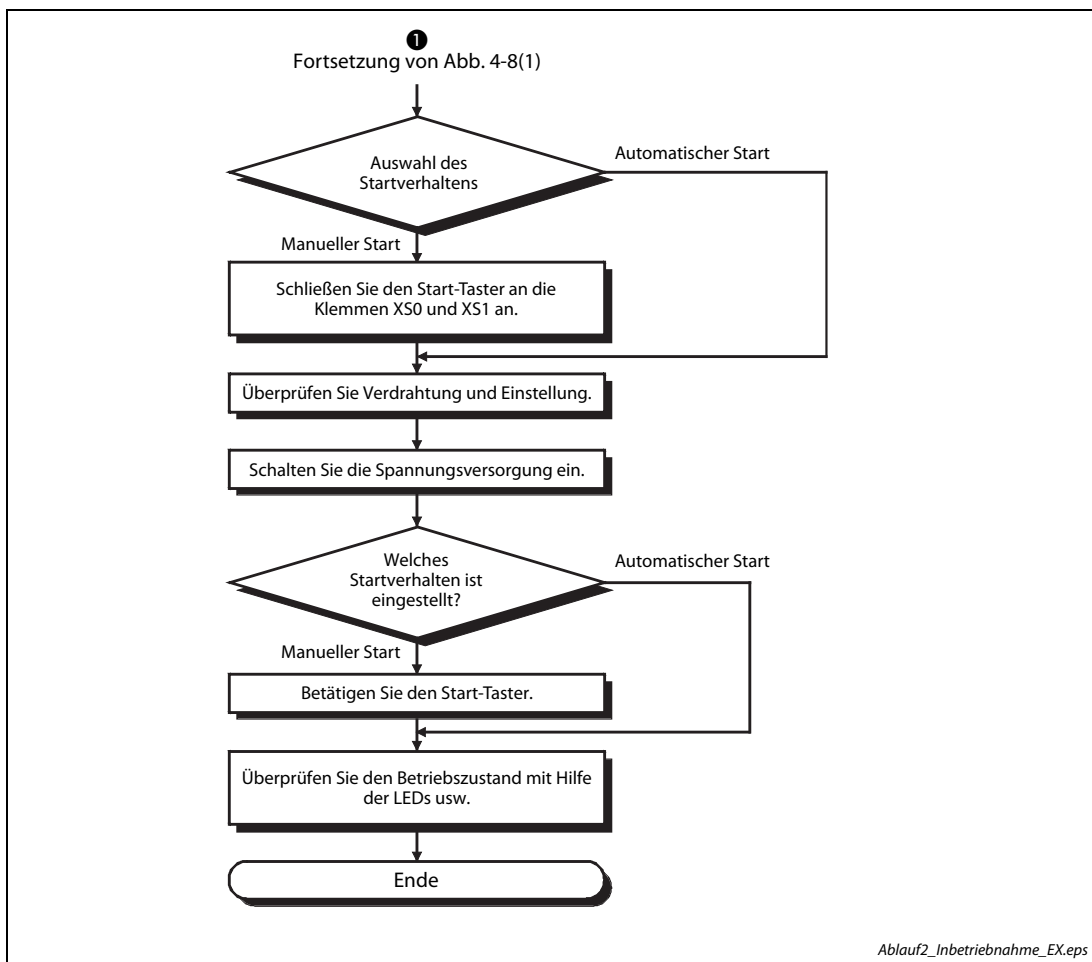 ❶
Fortsetzung von Abb. 4-8(1)
Auswahl des
Startverhaltens
Automatischer Start
Manueller Start
Schließen Sie den Start-Taster an die
Klemmen XS0 und XS1 an.
Überprüfen Sie Verdrahtung und Einstellung.
Schalten Sie die Spannungsversorgung ein.
Welches
Startverhalten ist
eingestellt?
Automatischer Start
Manueller Start
Betätigen Sie den Start-Taster.
Überprüfen Sie den Betriebszustand mit Hilfe
der LEDs usw.
Ende
Ablauf2_Inbetriebnahme_EX.eps